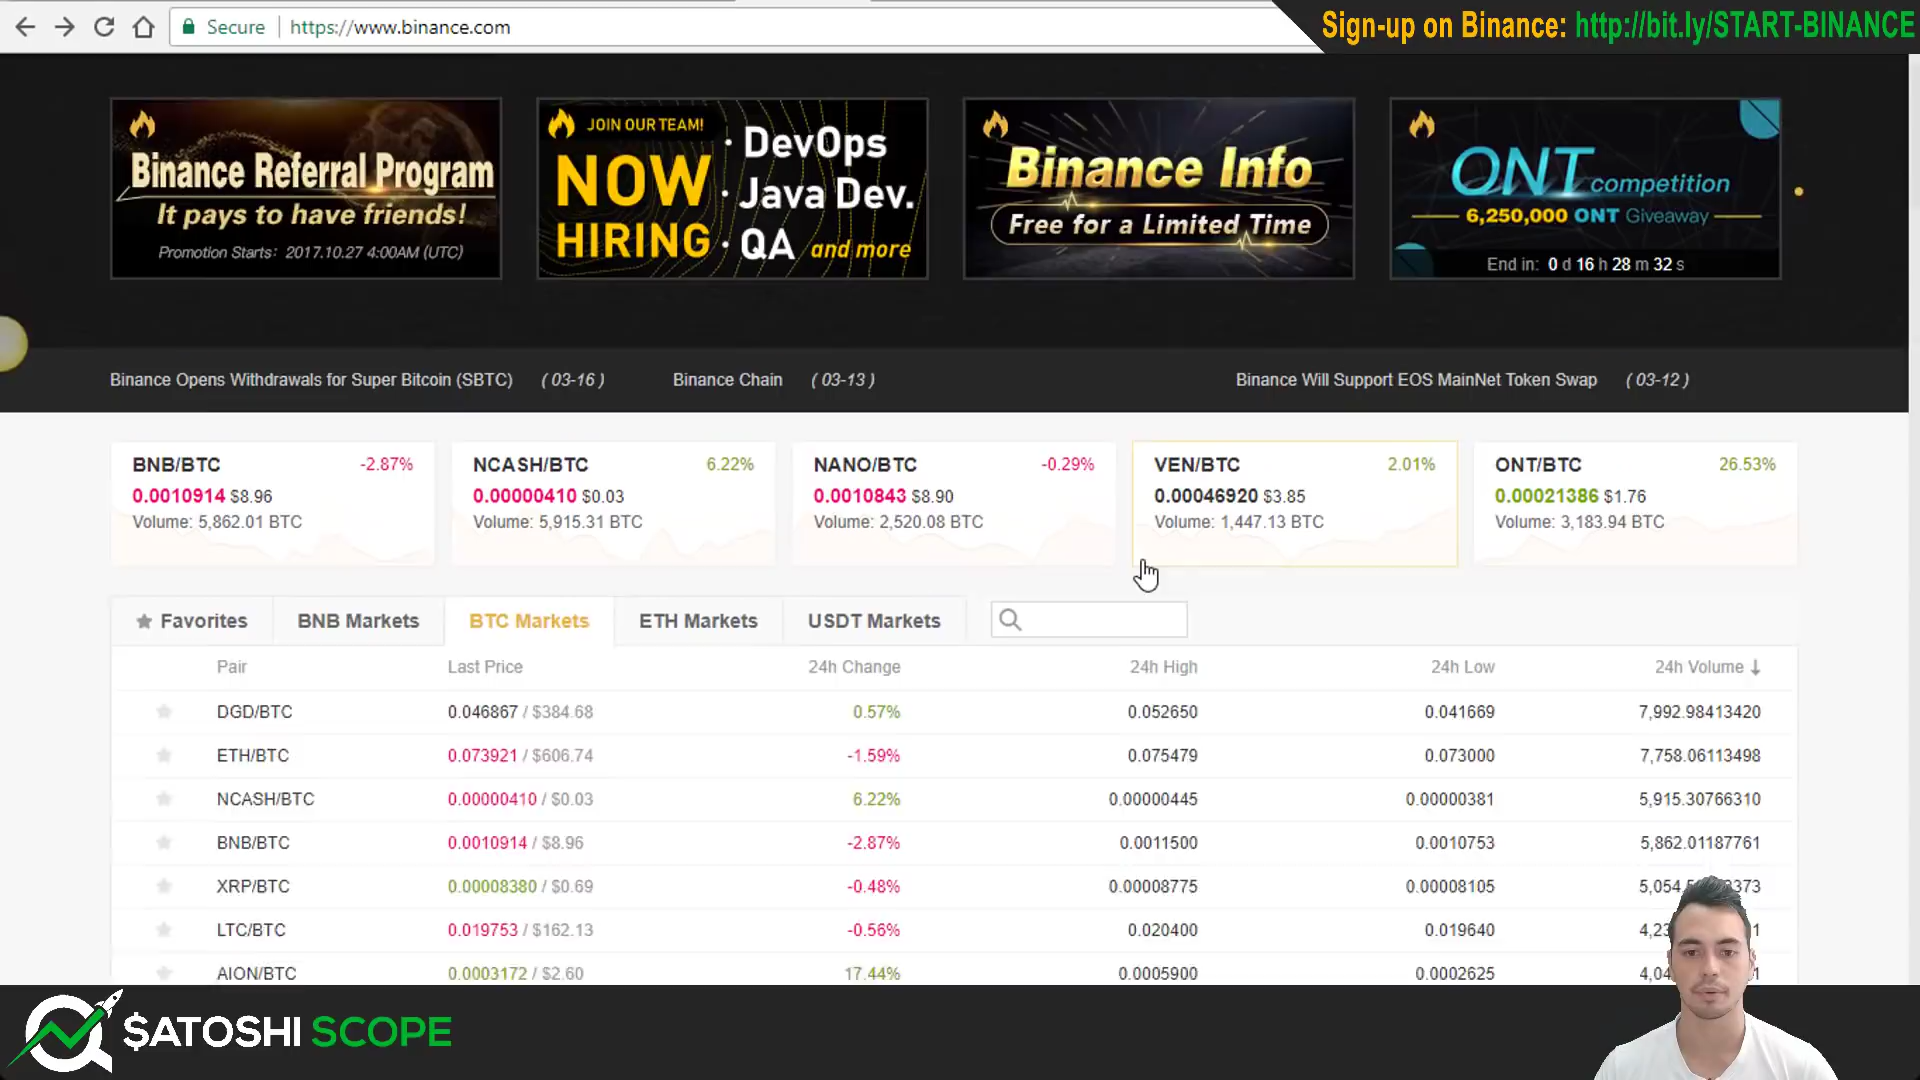 Secure https://www.binance.com
Sign-up on Binance: http://bit.ly/START-BINANCE
Binance Referral Program
It pays to have friends!
Promotion Starts: 2017.10.27 4:00AM (UTC)
JOIN OUR TEAM!
NOW HIRING
· DevOps
· Java Dev.
· QA and more
Binance Info
Free for a Limited Time
ONT competition
6,250,000 ONT Giveaway
End in: 0 d 16 h 28 m 32 s
Binance Opens Withdrawals for Super Bitcoin (SBTC) ( 03-16 ) Binance Chain ( 03-13 ) Binance Will Support EOS MainNet Token Swap ( 03-12 )
BNB/BTC -2.87%
0.0010914 $8.96
Volume: 5,862.01 BTC
NCASH/BTC 6.22%
0.00000410 $0.03
Volume: 5,915.31 BTC
NANO/BTC -0.29%
0.0010843 $8.90
Volume: 2,520.08 BTC
VEN/BTC 2.01%
0.00046920 $3.85
Volume: 1,447.13 BTC
ONT/BTC 26.53%
0.00021386 $1.76
Volume: 3,183.94 BTC
Favorites BNB Markets BTC Markets ETH Markets USDT Markets
Pair Last Price 24h Change 24h High 24h Low 24h Volume ↓
DGD/BTC 0.046867 / $384.68 0.57% 0.052650 0.041669 7,992.98413420
ETH/BTC 0.073921 / $606.74 -1.59% 0.075479 0.073000 7,758.06113498
NCASH/BTC 0.00000410 / $0.03 6.22% 0.00000445 0.00000381 5,915.30766310
BNB/BTC 0.0010914 / $8.96 -2.87% 0.0011500 0.0010753 5,862.01187761
XRP/BTC 0.00008380 / $0.69 -0.48% 0.00008775 0.00008105
LTC/BTC 0.019753 / $162.13 -0.56% 0.020400 0.019640
AION/BTC 0.0003172 / $2.60 17.44% 0.0005900 0.0002625
$ATOSHI SCOPE